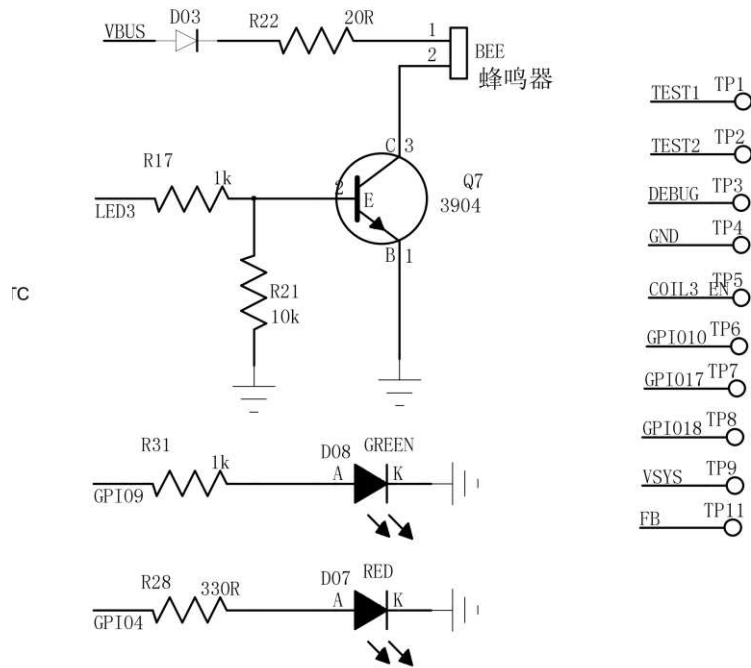 VBUS
D03
R22
20R
1
2
BEE
蜂鸣器
R17
1k
LED3
2
C
3
E
Q7
3904
B
1
R21
10k
TC
R31
1k
GPIO9
D08
GREEN
A
K
R28
330R
GPIO4
D07
RED
A
K
TEST1 TP1
TEST2 TP2
DEBUG TP3
GND TP4
COIL3_EN TP5
GPIO10 TP6
GPIO17 TP7
GPIO18 TP8
VSYS TP9
FB TP11